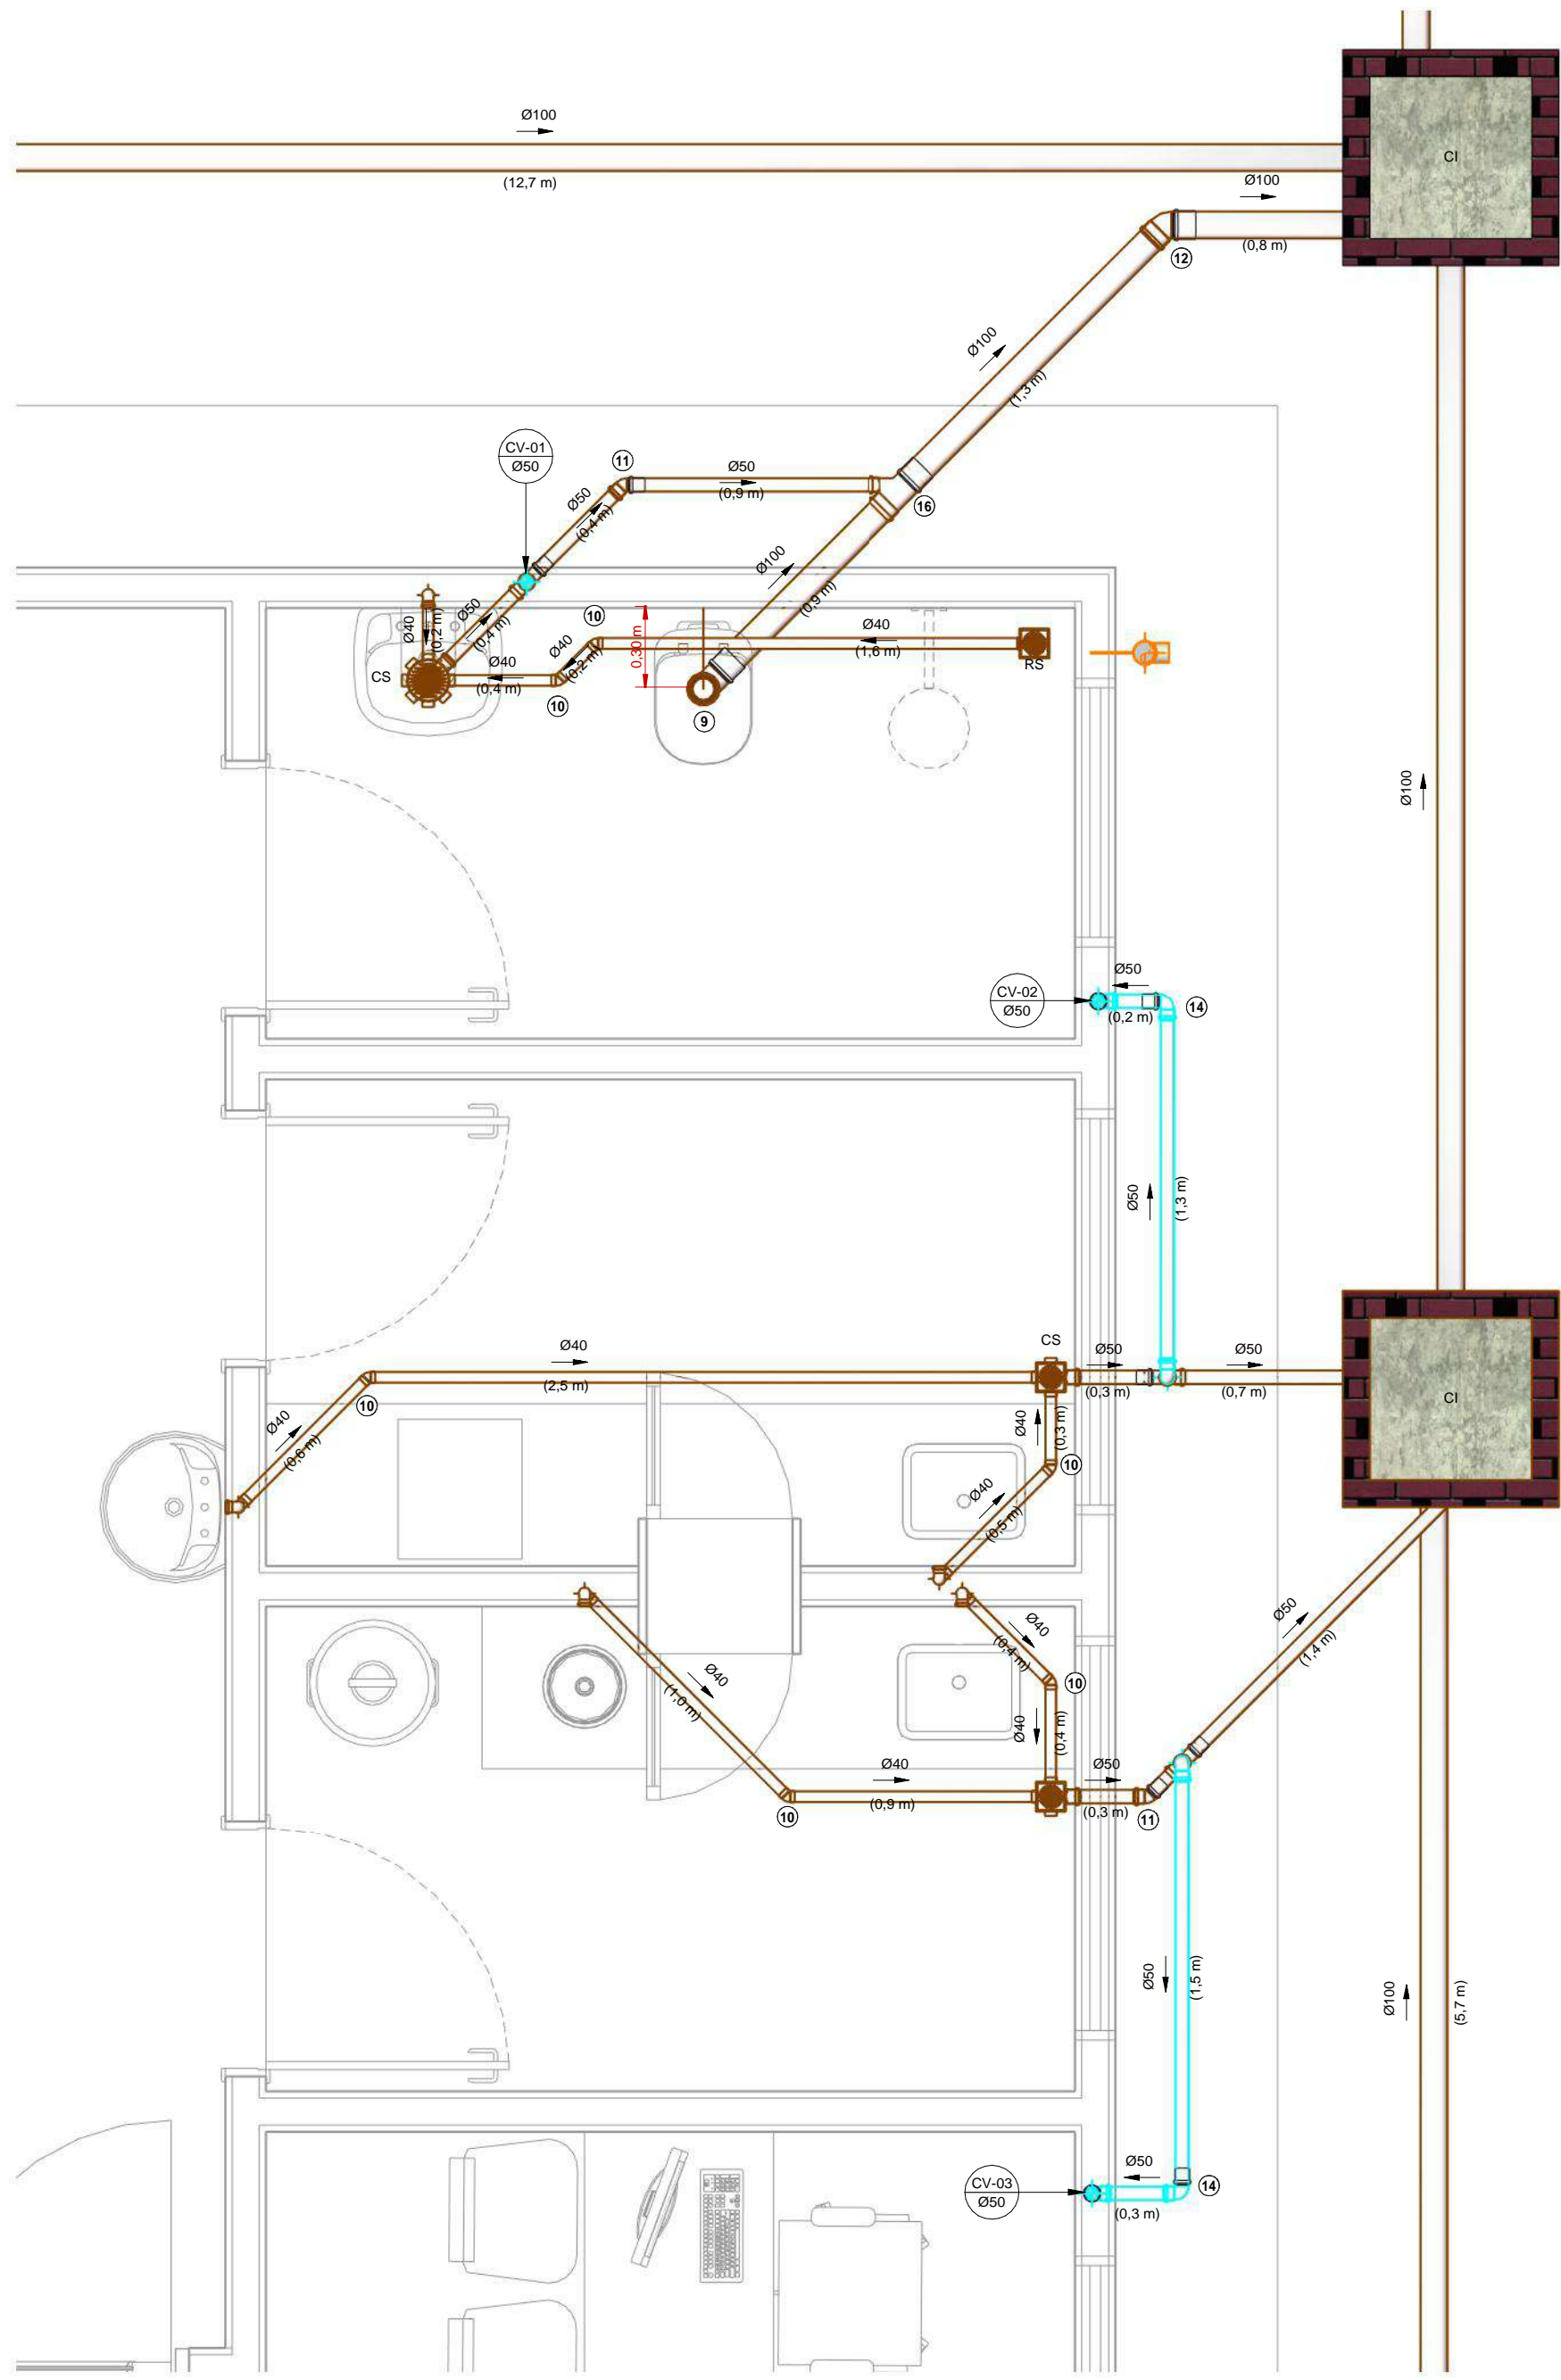 Ø100
(12,7 m)
CI
Ø100
(0,8 m)
12
Ø100
(1,3 m)
CV-01
Ø50
11
Ø50
(0,9 m)
Ø50
(0,4 m)
16
Ø100
(0,9 m)
10
Ø40
(0,2 m)
Ø50
(0,4 m)
Ø40
(0,2 m)
0,30 m
Ø40
(1,6 m)
RS
CS
Ø40
(0,4 m)
10
9
Ø100
CV-02
Ø50
Ø50
(0,2 m)
14
Ø50
(1,3 m)
CS
Ø40
(2,5 m)
Ø50
(0,3 m)
Ø50
(0,7 m)
10
CI
Ø40
(0,6 m)
Ø40
(0,3 m)
10
Ø40
(0,5 m)
Ø40
(0,4 m)
Ø50
(1,4 m)
Ø40
(1,0 m)
10
Ø40
(0,4 m)
Ø40
(0,9 m)
Ø50
(0,3 m)
10
11
Ø50
(1,5 m)
Ø100
(5,7 m)
CV-03
Ø50
Ø50
(0,3 m)
14